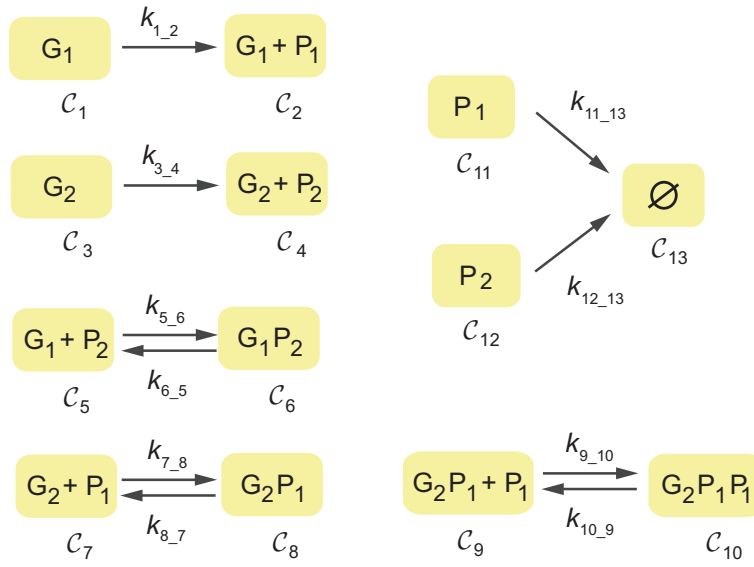 G₁ k₁_₂ G₁ + P₁
C₁ C₂
G₂ k₃_₄ G₂ + P₂
C₃ C₄
G₁ + P₂ k₅_₆ G₁P₂
k₆_₅
C₅ C₆
G₂ + P₁ k₇_₈ G₂P₁
k₈_₇
C₇ C₈
P₁ k₁₁_₁₃
C₁₁
∅
C₁₃
P₂ k₁₂_₁₃
C₁₂
G₂P₁ + P₁ k₉_₁₀ G₂P₁P₁
k₁₀_₉
C₉ C₁₀